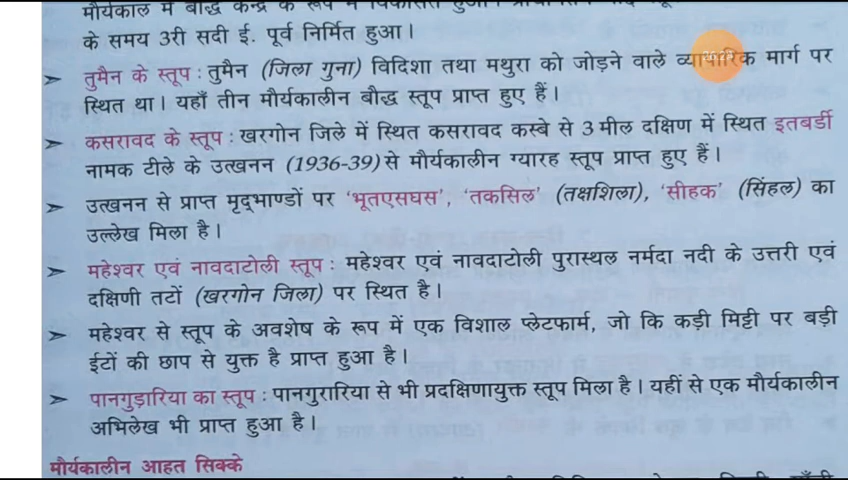 मौर्यकाल में बौद्ध केन्द्र के रूप में विकसित हुआ।
के समय 3री सदी ई. पूर्व निर्मित हुआ।
➢ तुमैन के स्तूप : तुमैन (जिला गुना) विदिशा तथा मथुरा को जोड़ने वाले व्यापारिक मार्ग पर
स्थित था। यहाँ तीन मौर्यकालीन बौद्ध स्तूप प्राप्त हुए हैं।
➢ कसरावद के स्तूप : खरगोन जिले में स्थित कसरावद कस्बे से 3 मील दक्षिण में स्थित इतबर्डी
नामक टीले के उत्खनन (1936-39) से मौर्यकालीन ग्यारह स्तूप प्राप्त हुए हैं।
➢ उत्खनन से प्राप्त मृद्भाण्डों पर 'भूतएसघस', 'तकसिल' (तक्षशिला), 'सीहक' (सिंहल) का
उल्लेख मिला है।
➢ महेश्वर एवं नावदाटोली स्तूप : महेश्वर एवं नावदाटोली पुरास्थल नर्मदा नदी के उत्तरी एवं
दक्षिणी तटों (खरगोन जिला) पर स्थित है।
➢ महेश्वर से स्तूप के अवशेष के रूप में एक विशाल प्लेटफार्म, जो कि कड़ी मिट्टी पर बड़ी
ईटों की छाप से युक्त है प्राप्त हुआ है।
➢ पानगुड़ारिया का स्तूप : पानगुरारिया से भी प्रदक्षिणायुक्त स्तूप मिला है। यहीं से एक मौर्यकालीन
अभिलेख भी प्राप्त हुआ है।
मौर्यकालीन आहत सिक्के